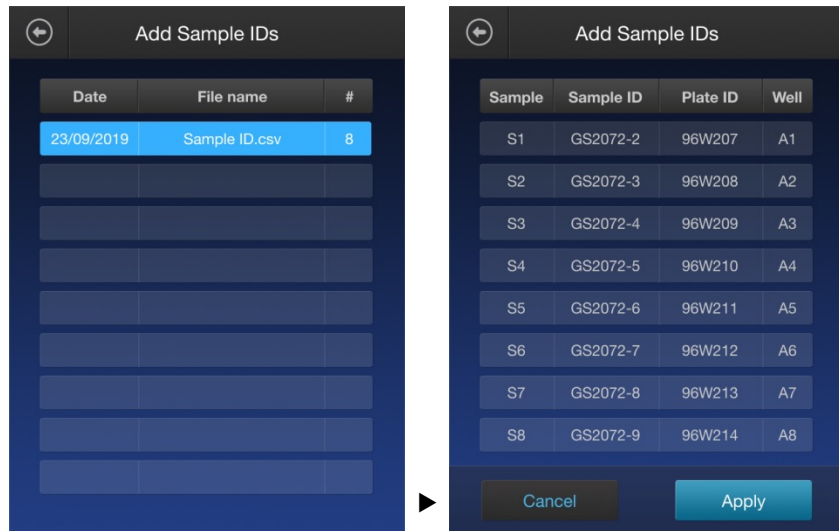 Add Sample IDs
Date File name #
23/09/2019 Sample ID.csv 8
Add Sample IDs
Sample Sample ID Plate ID Well
S1 GS2072-2 96W207 A1
S2 GS2072-3 96W208 A2
S3 GS2072-4 96W209 A3
S4 GS2072-5 96W210 A4
S5 GS2072-6 96W211 A5
S6 GS2072-7 96W212 A6
S7 GS2072-8 96W213 A7
S8 GS2072-9 96W214 A8
Cancel Apply